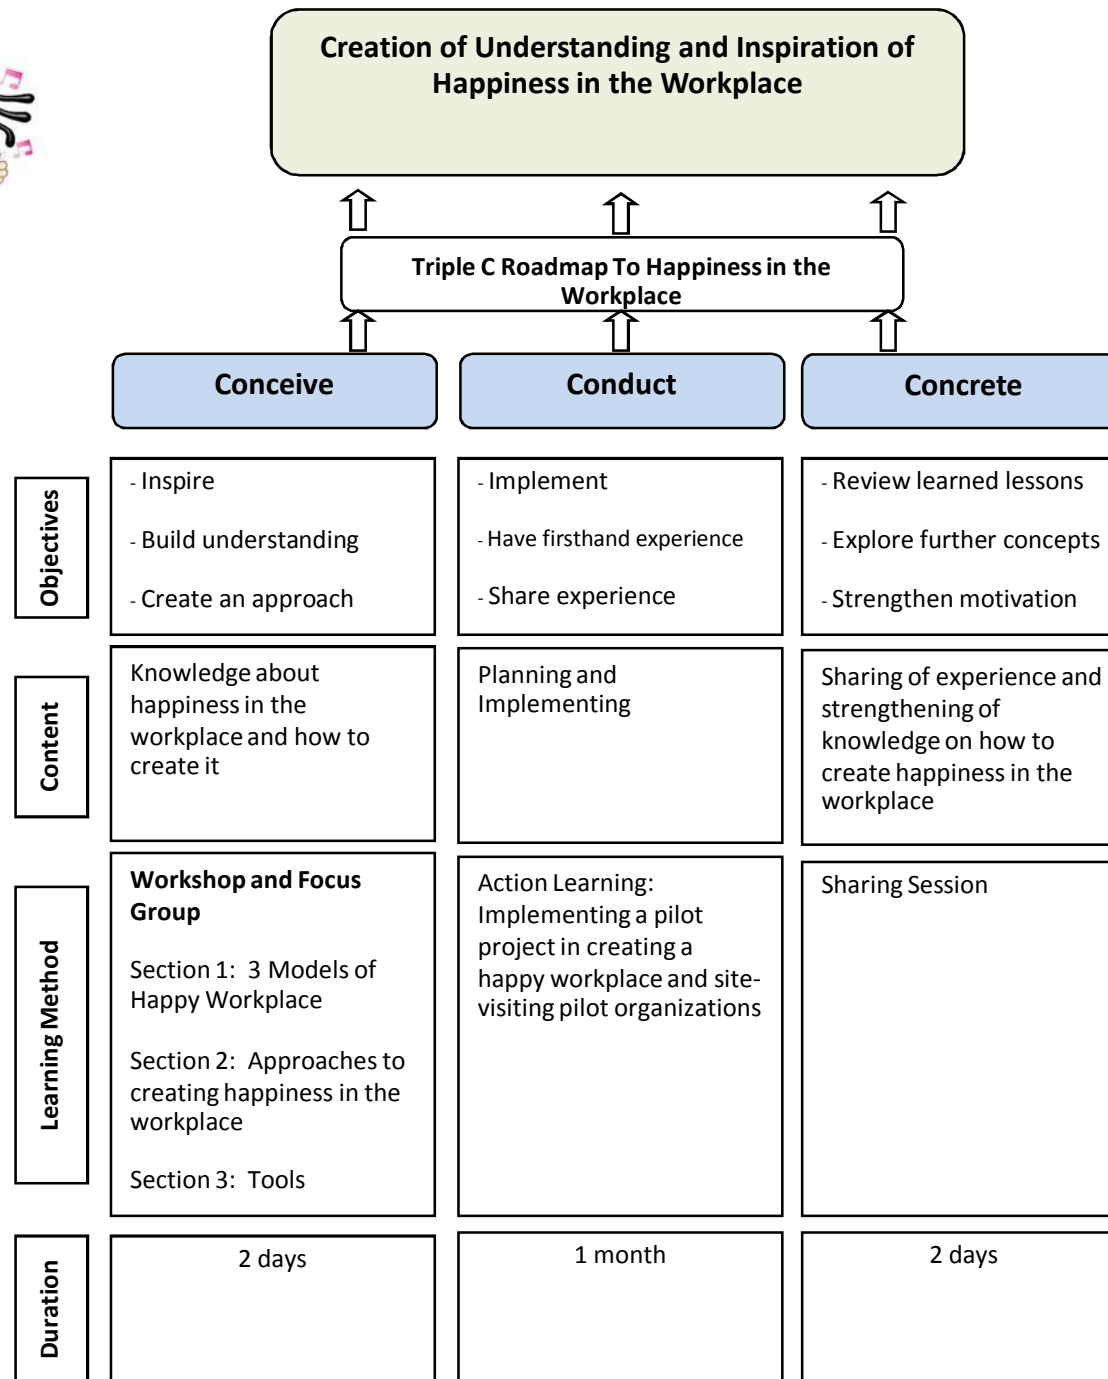 Creation of Understanding and Inspiration of
Happiness in the Workplace
Triple C Roadmap To Happiness in the
Workplace
Conceive
Conduct
Concrete
Objectives
- Inspire
- Build understanding
- Create an approach
- Implement
- Have firsthand experience
- Share experience
- Review learned lessons
- Explore further concepts
- Strengthen motivation
Content
Knowledge about
happiness in the
workplace and how to
create it
Planning and
Implementing
Sharing of experience and
strengthening of
knowledge on how to
create happiness in the
workplace
Learning Method
Workshop and Focus
Group
Section 1: 3 Models of
Happy Workplace
Section 2: Approaches to
creating happiness in the
workplace
Section 3: Tools
Action Learning:
Implementing a pilot
project in creating a
happy workplace and site-
visiting pilot organizations
Sharing Session
Duration
2 days
1 month
2 days